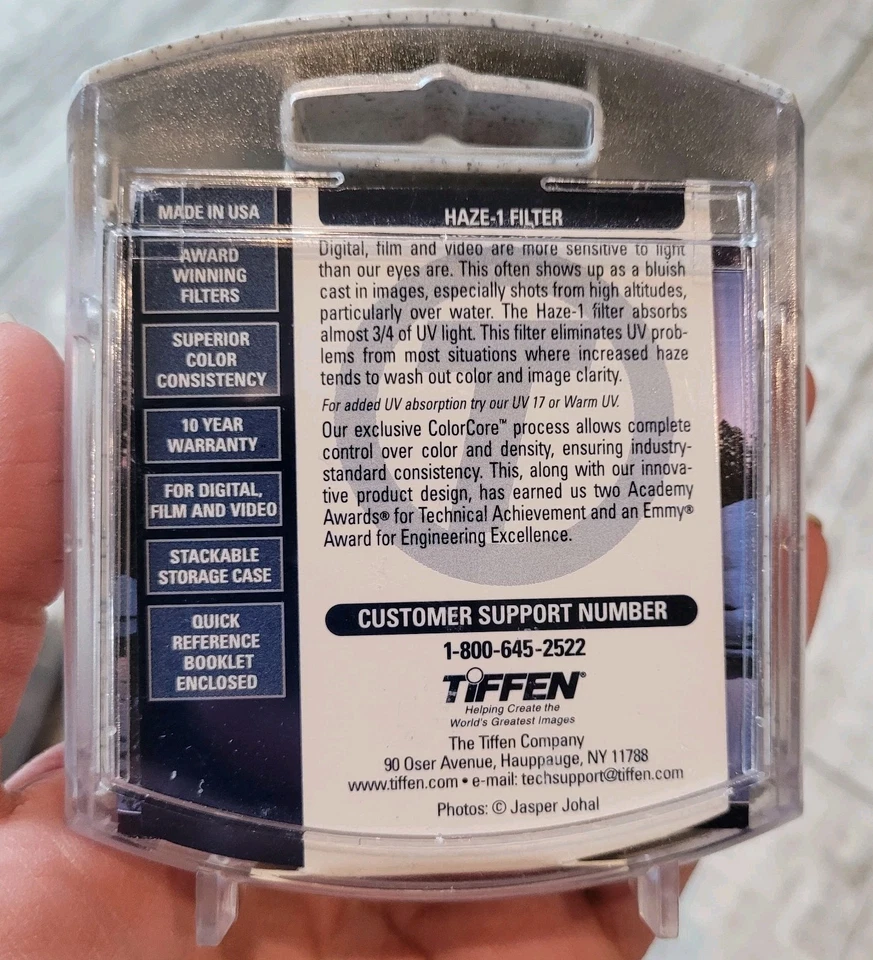 MADE IN USA
AWARD
WINNING
FILTERS
SUPERIOR
COLOR
CONSISTENCY
10 YEAR
WARRANTY
FOR DIGITAL,
FILM AND VIDEO
STACKABLE
STORAGE CASE
QUICK
REFERENCE
BOOKLET
ENCLOSED
HAZE-1 FILTER
Digital, film and video are more sensitive to light
than our eyes are. This often shows up as a bluish
cast in images, especially shots from high altitudes,
particularly over water. The Haze-1 filter absorbs
almost 3/4 of UV light. This filter eliminates UV prob-
lems from most situations where increased haze
tends to wash out color and image clarity.
For added UV absorption try our UV 17 or Warm UV.
Our exclusive ColorCore™ process allows complete
control over color and density, ensuring industry-
standard consistency. This, along with our innova-
tive product design, has earned us two Academy
Awards® for Technical Achievement and an Emmy®
Award for Engineering Excellence.
CUSTOMER SUPPORT NUMBER
1-800-645-2522
TIFFEN®
Helping Create the
World's Greatest Images
The Tiffen Company
90 Oser Avenue, Hauppauge, NY 11788
www.tiffen.com • e-mail: techsupport@tiffen.com
Photos: © Jasper Johal